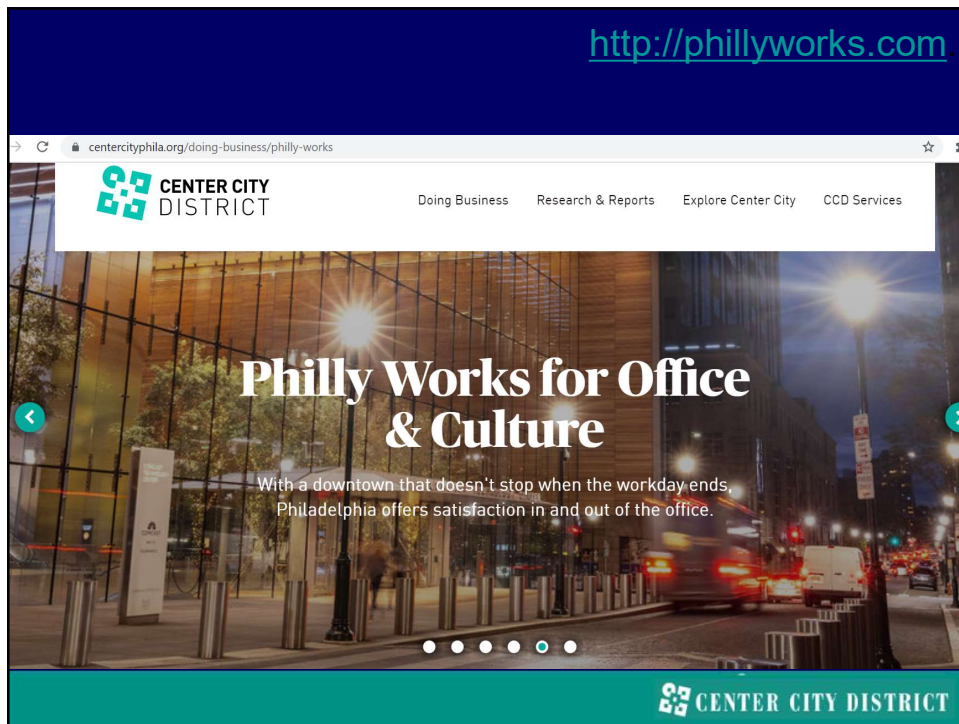 http://phillyworks.com.
centercityphila.org/doing-business/philly-works
CENTER CITY
DISTRICT
Doing Business Research & Reports Explore Center City CCD Services
Philly Works for Office
& Culture
With a downtown that doesn't stop when the workday ends,
Philadelphia offers satisfaction in and out of the office.
COMCAST
CENTER CITY DISTRICT